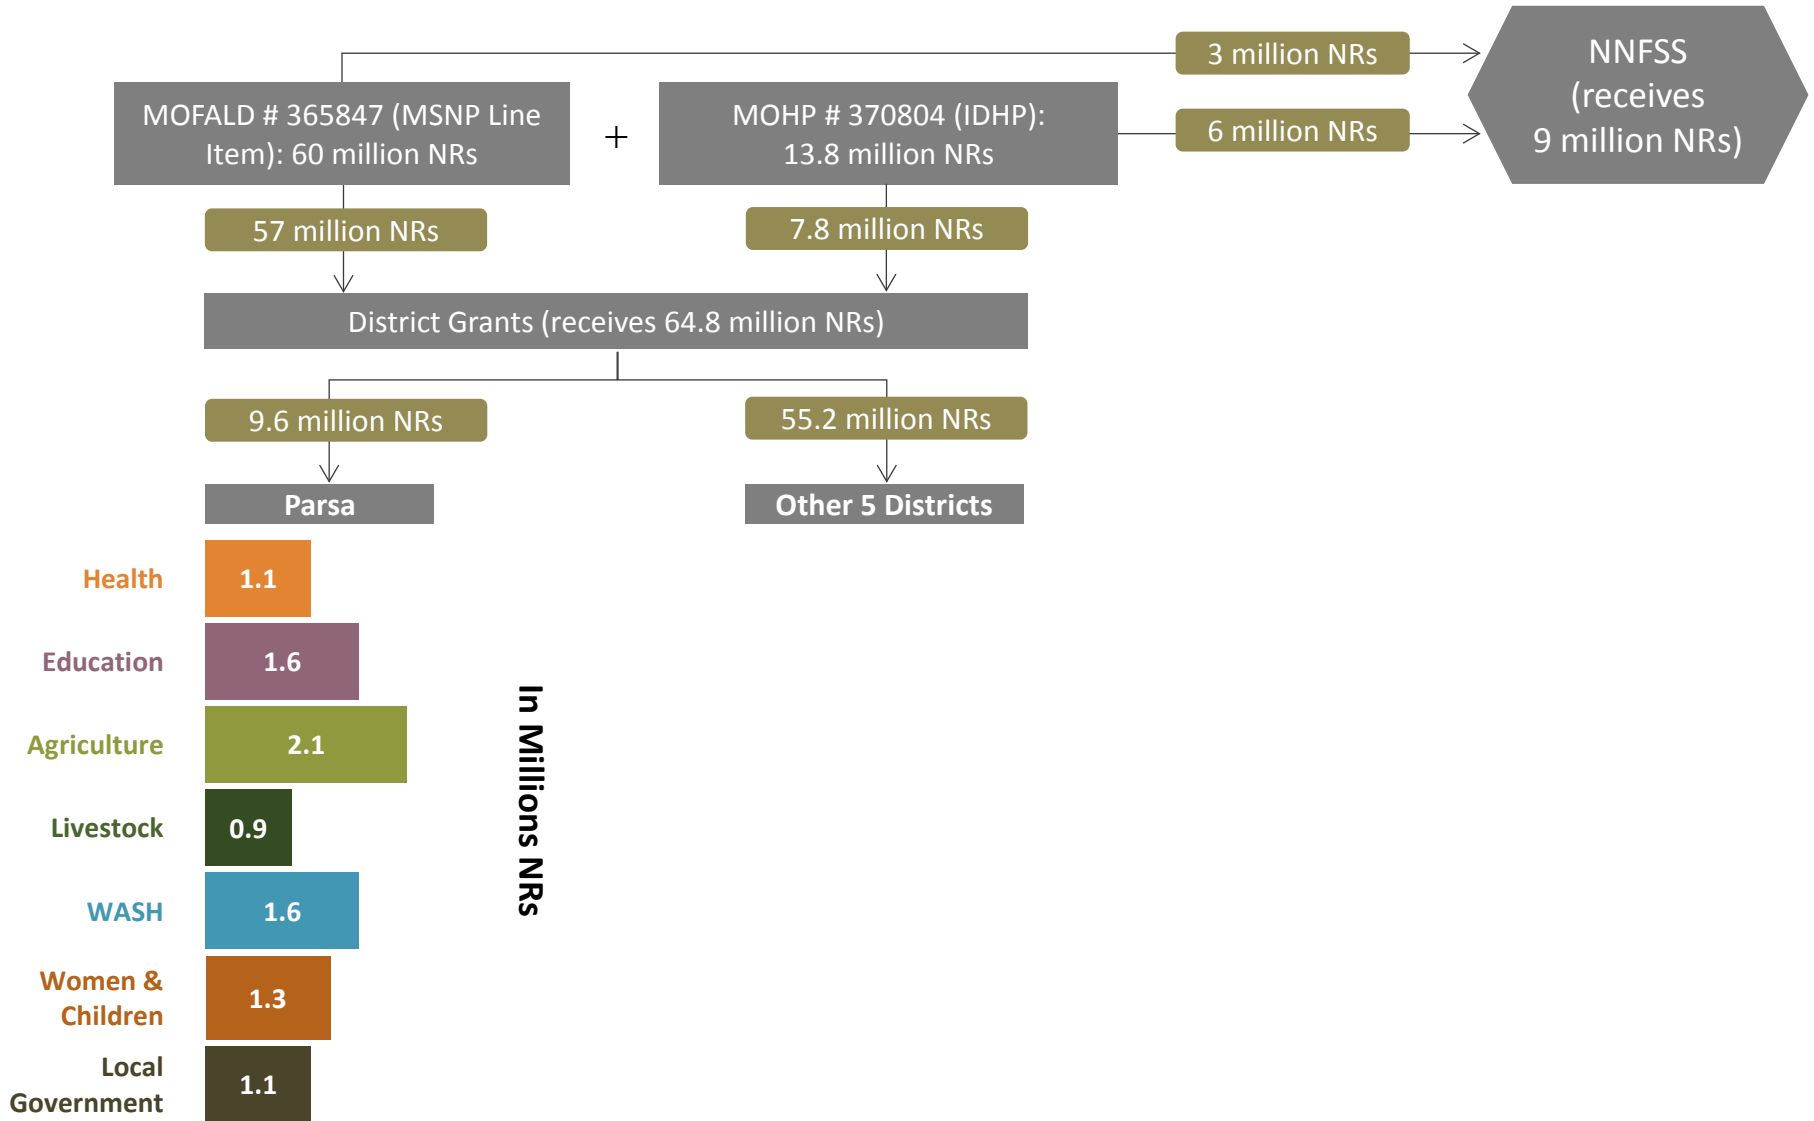 3 million NRs
NNFSS
(receives
9 million NRs)
MOFALD # 365847 (MSNP Line
Item): 60 million NRs
+
MOHP # 370804 (IDHP):
13.8 million NRs
6 million NRs
57 million NRs
7.8 million NRs
District Grants (receives 64.8 million NRs)
9.6 million NRs
55.2 million NRs
Parsa
Other 5 Districts
Health
1.1
Education
1.6
Agriculture
2.1
Livestock
0.9
WASH
1.6
Women &
Children
1.3
Local
Government
1.1
In Millions NRs